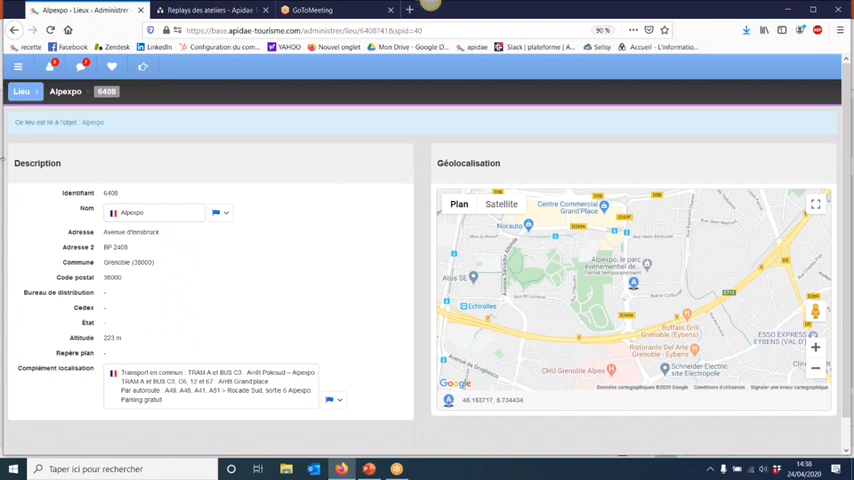 Alpexpo ‹ Lieux ‹ Administrer
Replays des ateliers - Apidae T
GoToMeeting
https://base.apidae-tourisme.com/administrer/lieu/6408741&spid=40
90 %
recette
Facebook
Zendesk
LinkedIn
Configuration du com...
YAHOO
Nouvel onglet
Mon Drive - Google D...
apidae
Slack | plateforme | A...
Sellsy
Accueil - L'informatio...
Lieu
Alpexpo
6408
Ce lieu est lié à l'objet : Alpexpo.
Description
Identifiant 6408
Nom Alpexpo
Adresse Avenue d'Innsbruck
Adresse 2 BP 2408
Commune Grenoble (38000)
Code postal 38000
Bureau de distribution -
Cedex -
État -
Altitude 223 m
Repère plan -
Complément localisation
Transport en commun : TRAM A et BUS C3 : Arrêt Polesud – Alpexpo
TRAM A et BUS C3, C6, 12 et 67 : Arrêt Grand'place
Par autoroute : A49, A48, A41, A51 > Rocade Sud, sortie 6 Alpexpo.
Parking gratuit
Géolocalisation
Plan
Satellite
Centre Commercial
Grand'Place
Norauto
Alpexpo, le parc
événementiel de...
Fermé temporairement
Atos SE
Echirolles
Buffalo Grill
(Eybens)
Ristorante Del Arte
- Eybens
CHU Grenoble Alpes
Schneider Electric
site Electropole
ESSO EXPRESS
EYBENS (VAL D'
Google
Données cartographiques ©2020 Google
Conditions d'utilisation
Signaler une erreur cartographique
Taper ici pour rechercher
14:38
24/04/2020